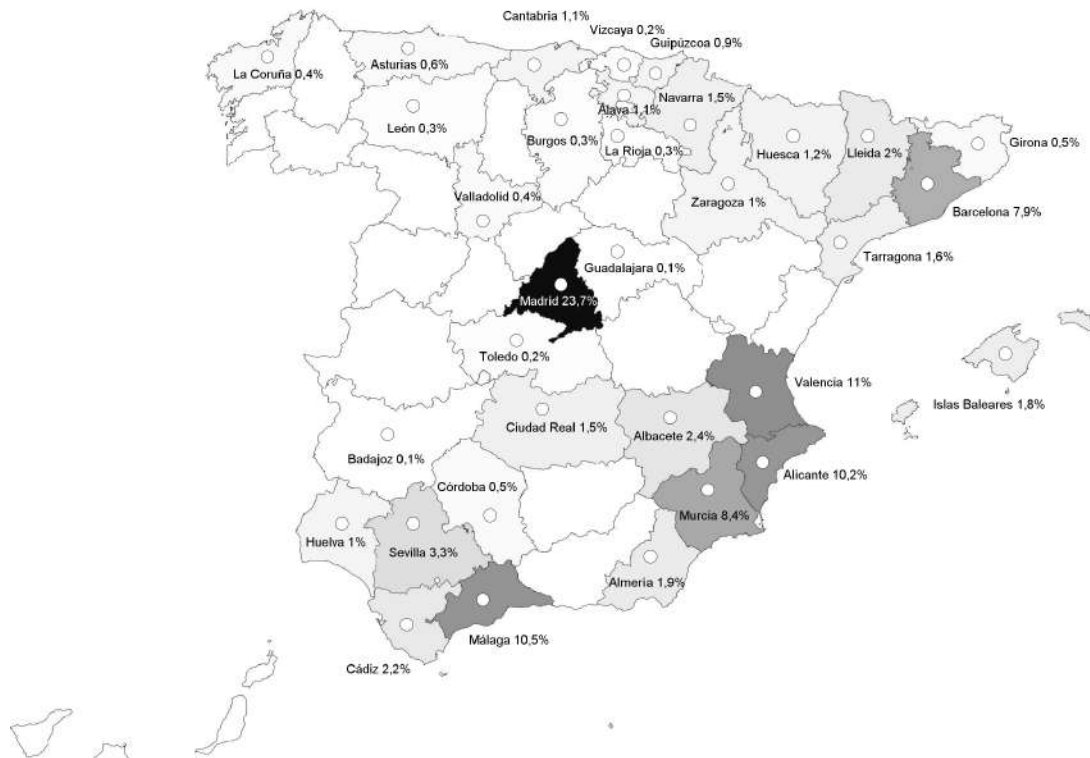 Cantabria 1,1%
Vizcaya 0,2%
Guipúzcoa 0,9%
La Coruña 0,4%
Asturias 0,6%
Navarra 1,5%
Álava 1,1%
León 0,3%
Burgos 0,3%
La Rioja 0,3%
Huesca 1,2%
Lleida 2%
Girona 0,5%
Valladolid 0,4%
Zaragoza 1%
Barcelona 7,9%
Tarragona 1,6%
Guadalajara 0,1%
Madrid 23,7%
Toledo 0,2%
Valencia 11%
Islas Baleares 1,8%
Ciudad Real 1,5%
Albacete 2,4%
Badajoz 0,1%
Alicante 10,2%
Córdoba 0,5%
Murcia 8,4%
Huelva 1%
Sevilla 3,3%
Almería 1,9%
Málaga 10,5%
Cádiz 2,2%